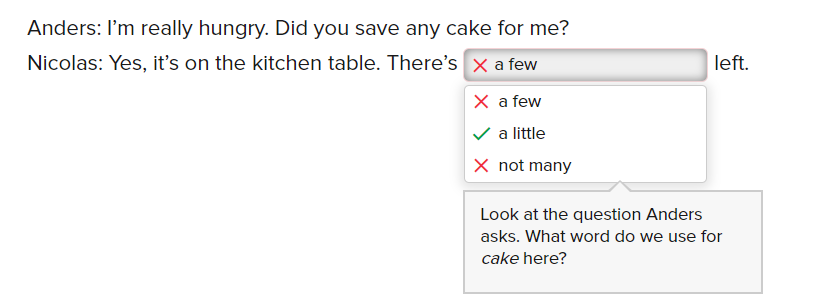 Anders: I’m really hungry. Did you save any cake for me?
Nicolas: Yes, it’s on the kitchen table. There’s ✗ a few left.
✗ a few
✓ a little
✗ not many
Look at the question Anders
asks. What word do we use for
cake here?